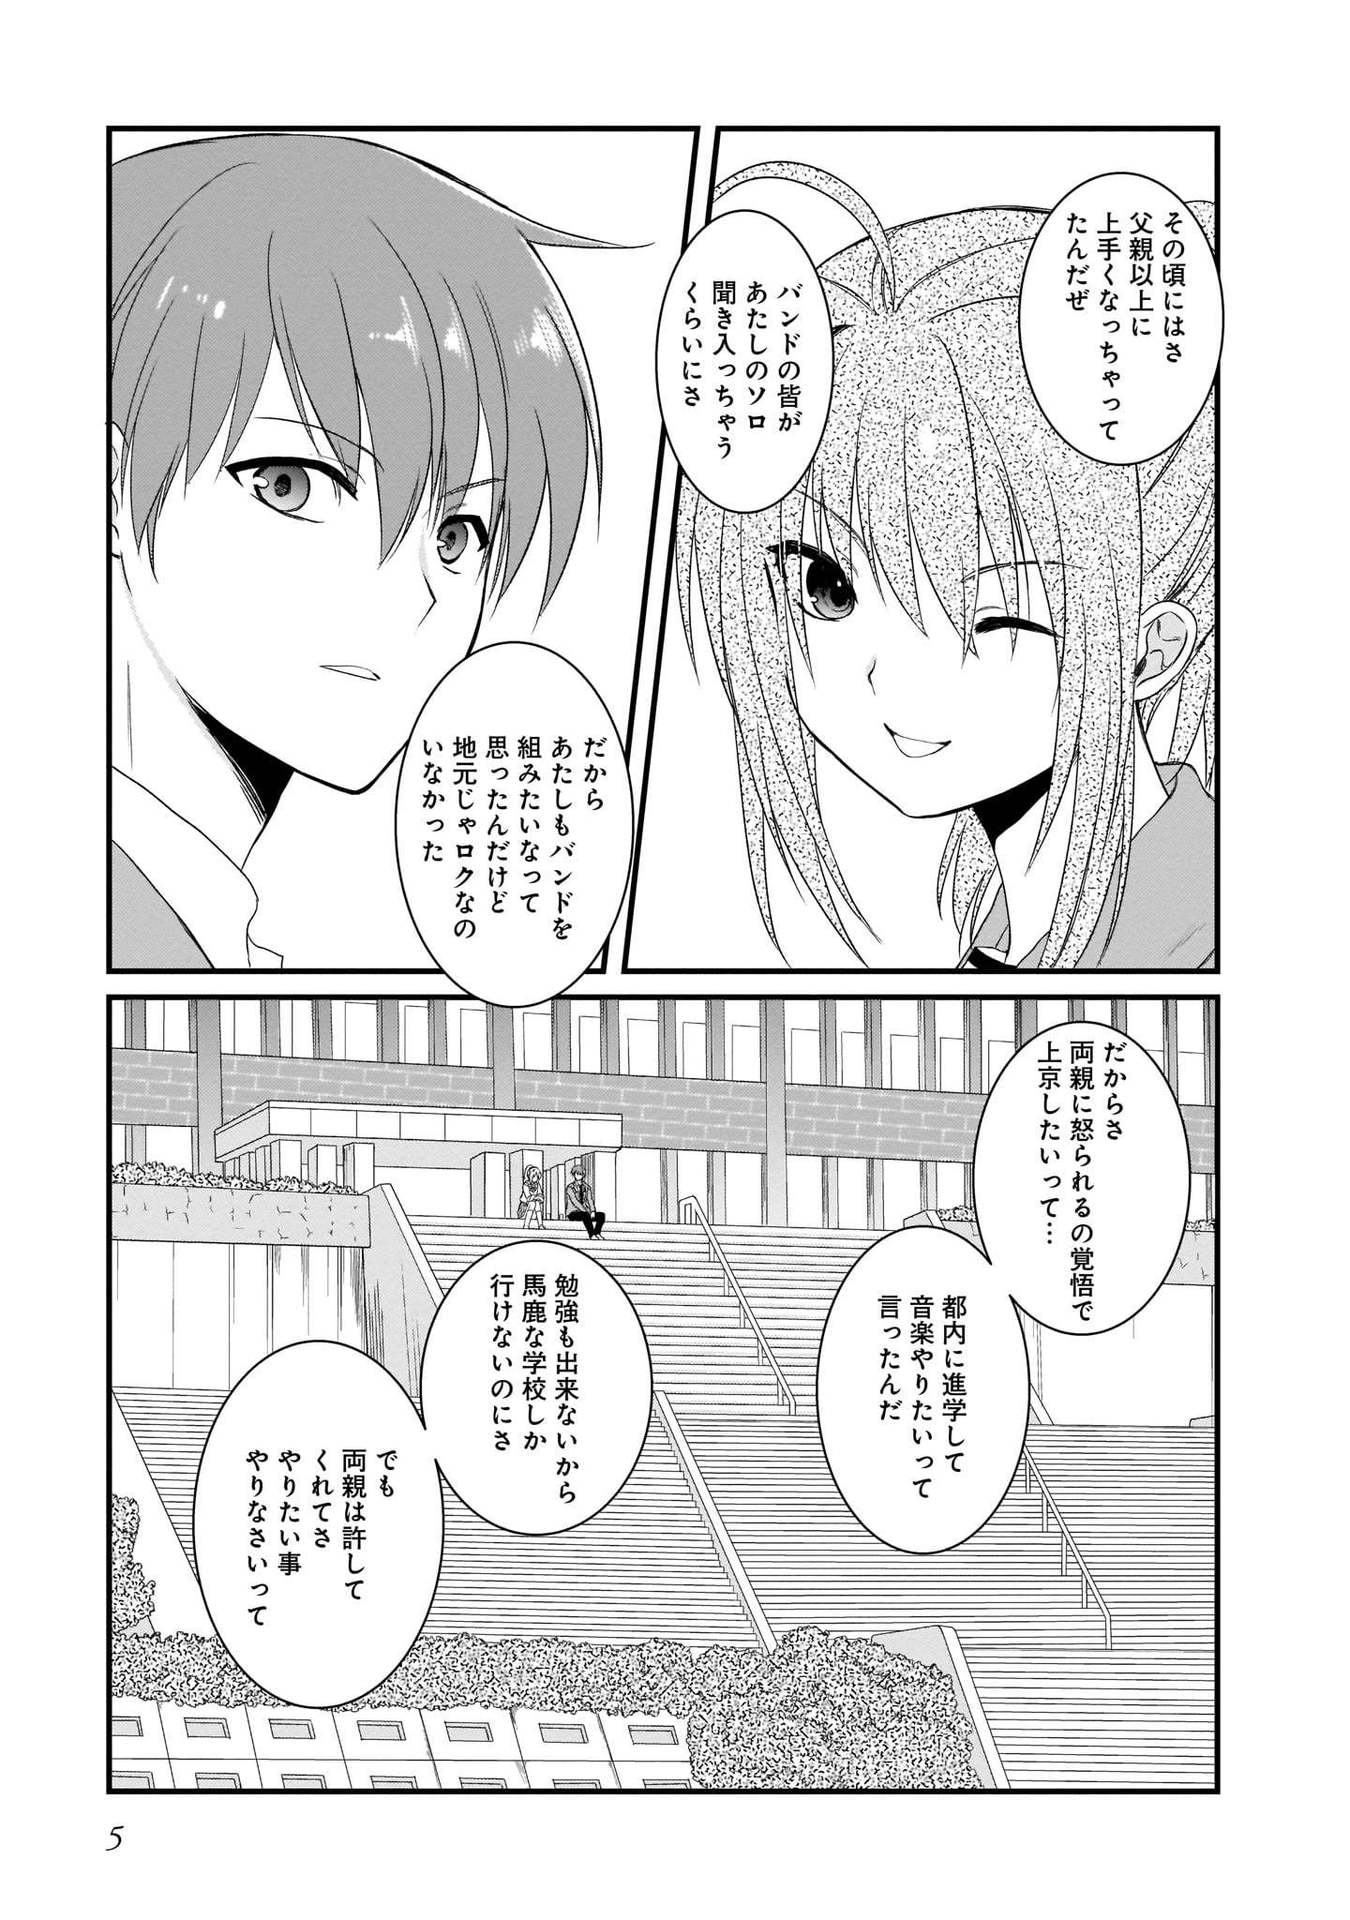 その頃にはさ
父親以上に
上手くなっちゃって
たんだぜ
バンドの皆が
あたしのソロ
聞き入っちゃう
くらいにさ
だから
あたしもバンドを
組みたいなって
思ったんだけど
地元じゃロクなの
いなかった
だからさ
両親に怒られるの覚悟で
上京したいって…
都内に進学して
音楽やりたいって
言ったんだ
勉強も出来ないから
馬鹿な学校しか
行けないのにさ
でも
両親は許して
くれてさ
やりたい事
やりなさいって
5